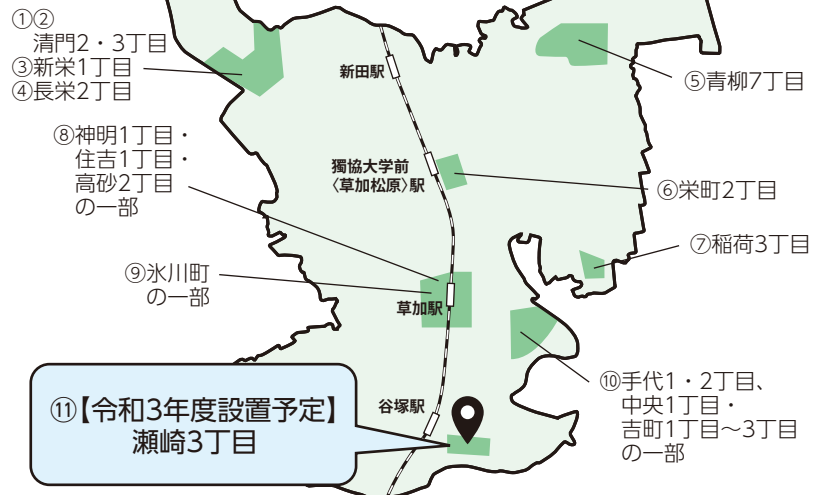 ①②
清門2・3丁目
③新栄1丁目
④長栄2丁目
新田駅
⑤青柳7丁目
⑧神明1丁目・
住吉1丁目・
高砂2丁目
の一部
獨協大学前
〈草加松原〉駅
⑥栄町2丁目
⑦稲荷3丁目
⑨氷川町
の一部
草加駅
⑪【令和3年度設置予定】
瀬崎3丁目
谷塚駅
⑩手代1・2丁目、
中央1丁目・
吉町1丁目～3丁目
の一部